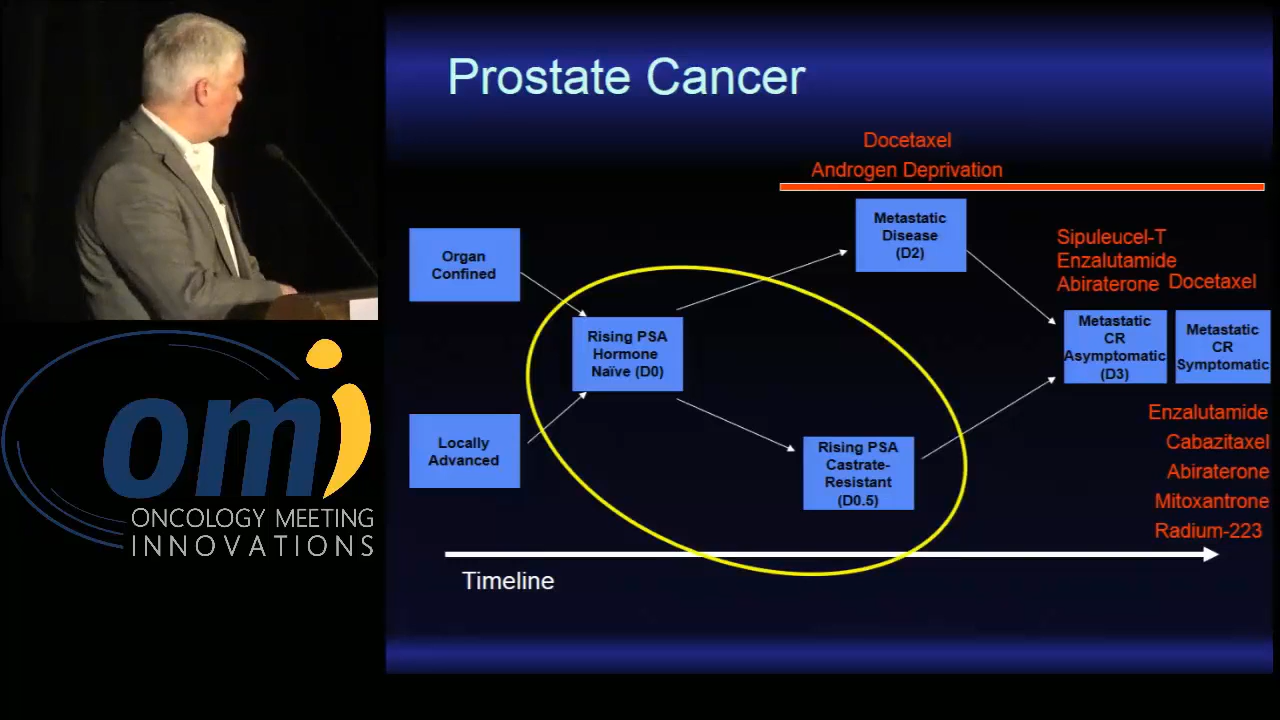 Prostate Cancer
Docetaxel
Androgen Deprivation
Organ
Confined
Locally
Advanced
Rising PSA
Hormone
Naïve (D0)
Metastatic
Disease
(D2)
Rising PSA
Castrate-
Resistant
(D0.5)
Sipuleucel-T
Enzalutamide
Abiraterone
Docetaxel
Metastatic
CR
Asymptomatic
(D3)
Metastatic
CR
Symptomatic
Enzalutamide
Cabazitaxel
Abiraterone
Mitoxantrone
Radium-223
Timeline
omi
ONCOLOGY MEETING
INNOVATIONS